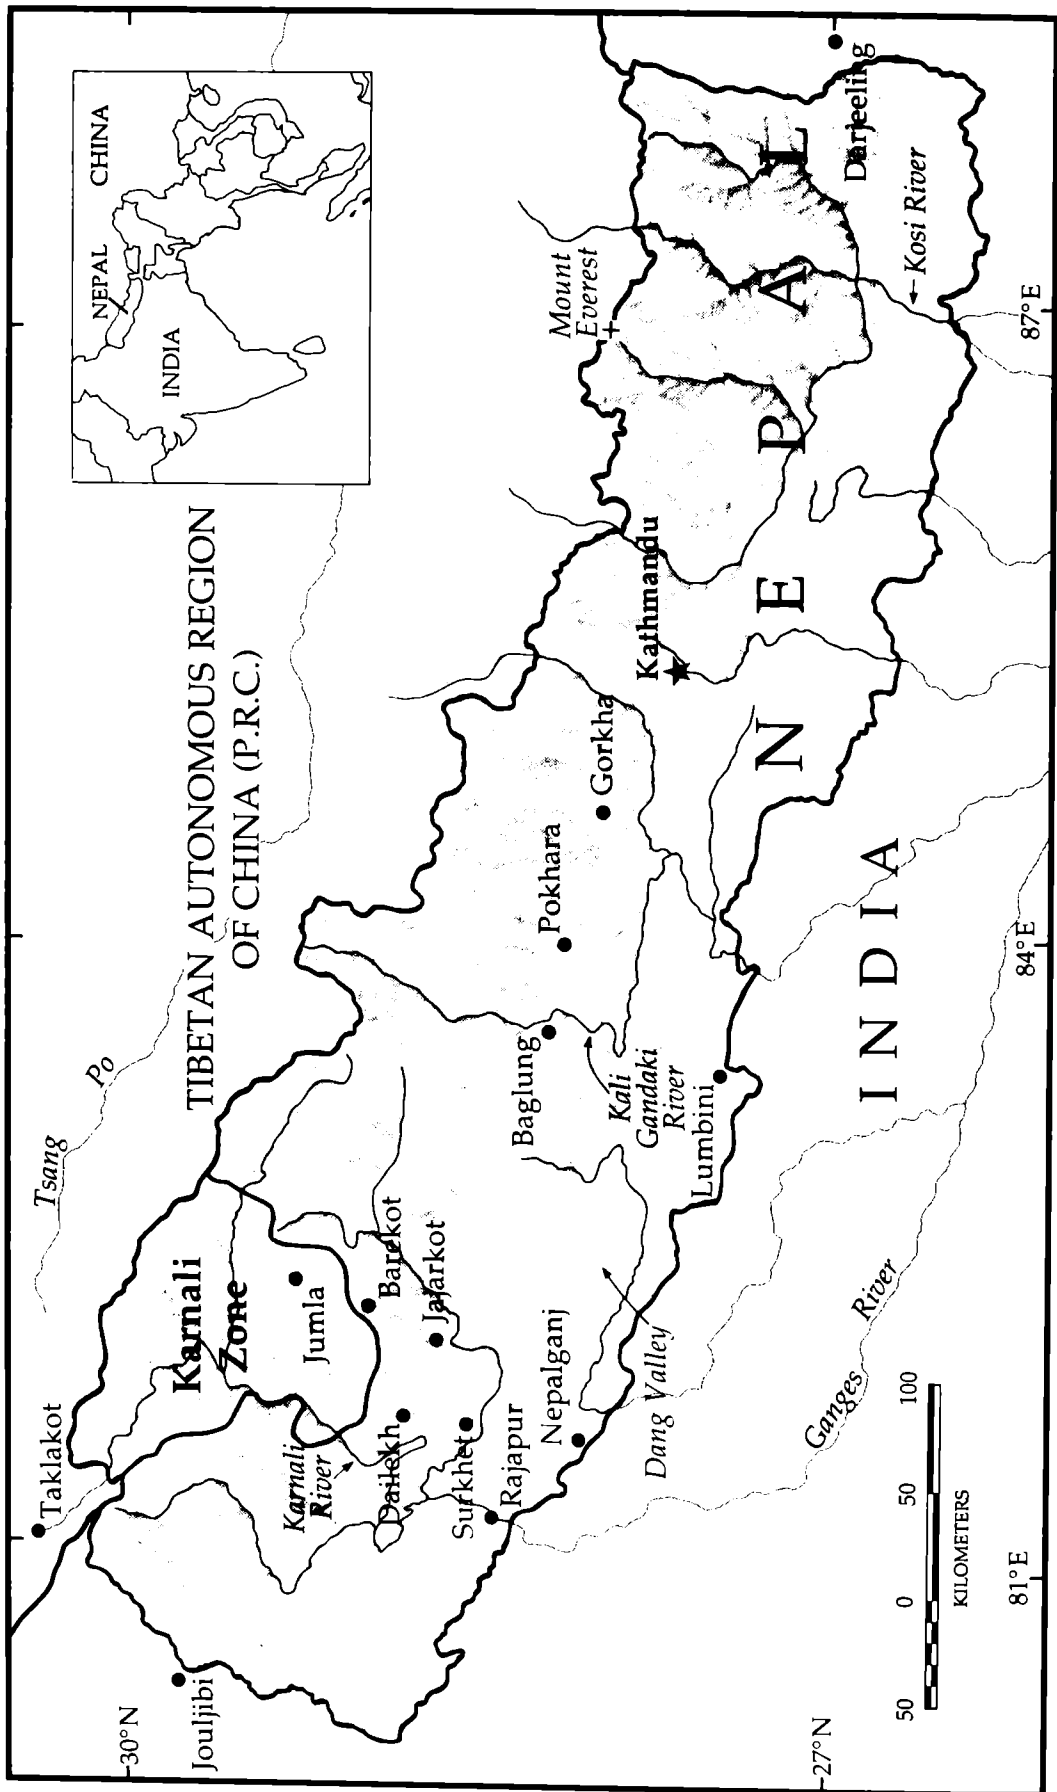 TIBETAN AUTONOMOUS REGION
OF CHINA (P.R.C.)
NEPAL
CHINA
INDIA
Tsang
Po
Taklakot
Karnali
Zone
Jumla
Barekot
Jajarkot
Karnali
River
Dailekh
Surkhet
Rajapur
Nepalganj
Dang Valley
Jouljibi
Baglung
Kali
Gandaki
River
Lumbini
Pokhara
Gorkha
Kathmandu
Mount
Everest
N E P A L
Darjeeling
←Kosi River
I N D I A
Ganges
River
50 0 50 100
KILOMETERS
30°N
27°N
81°E
84°E
87°E